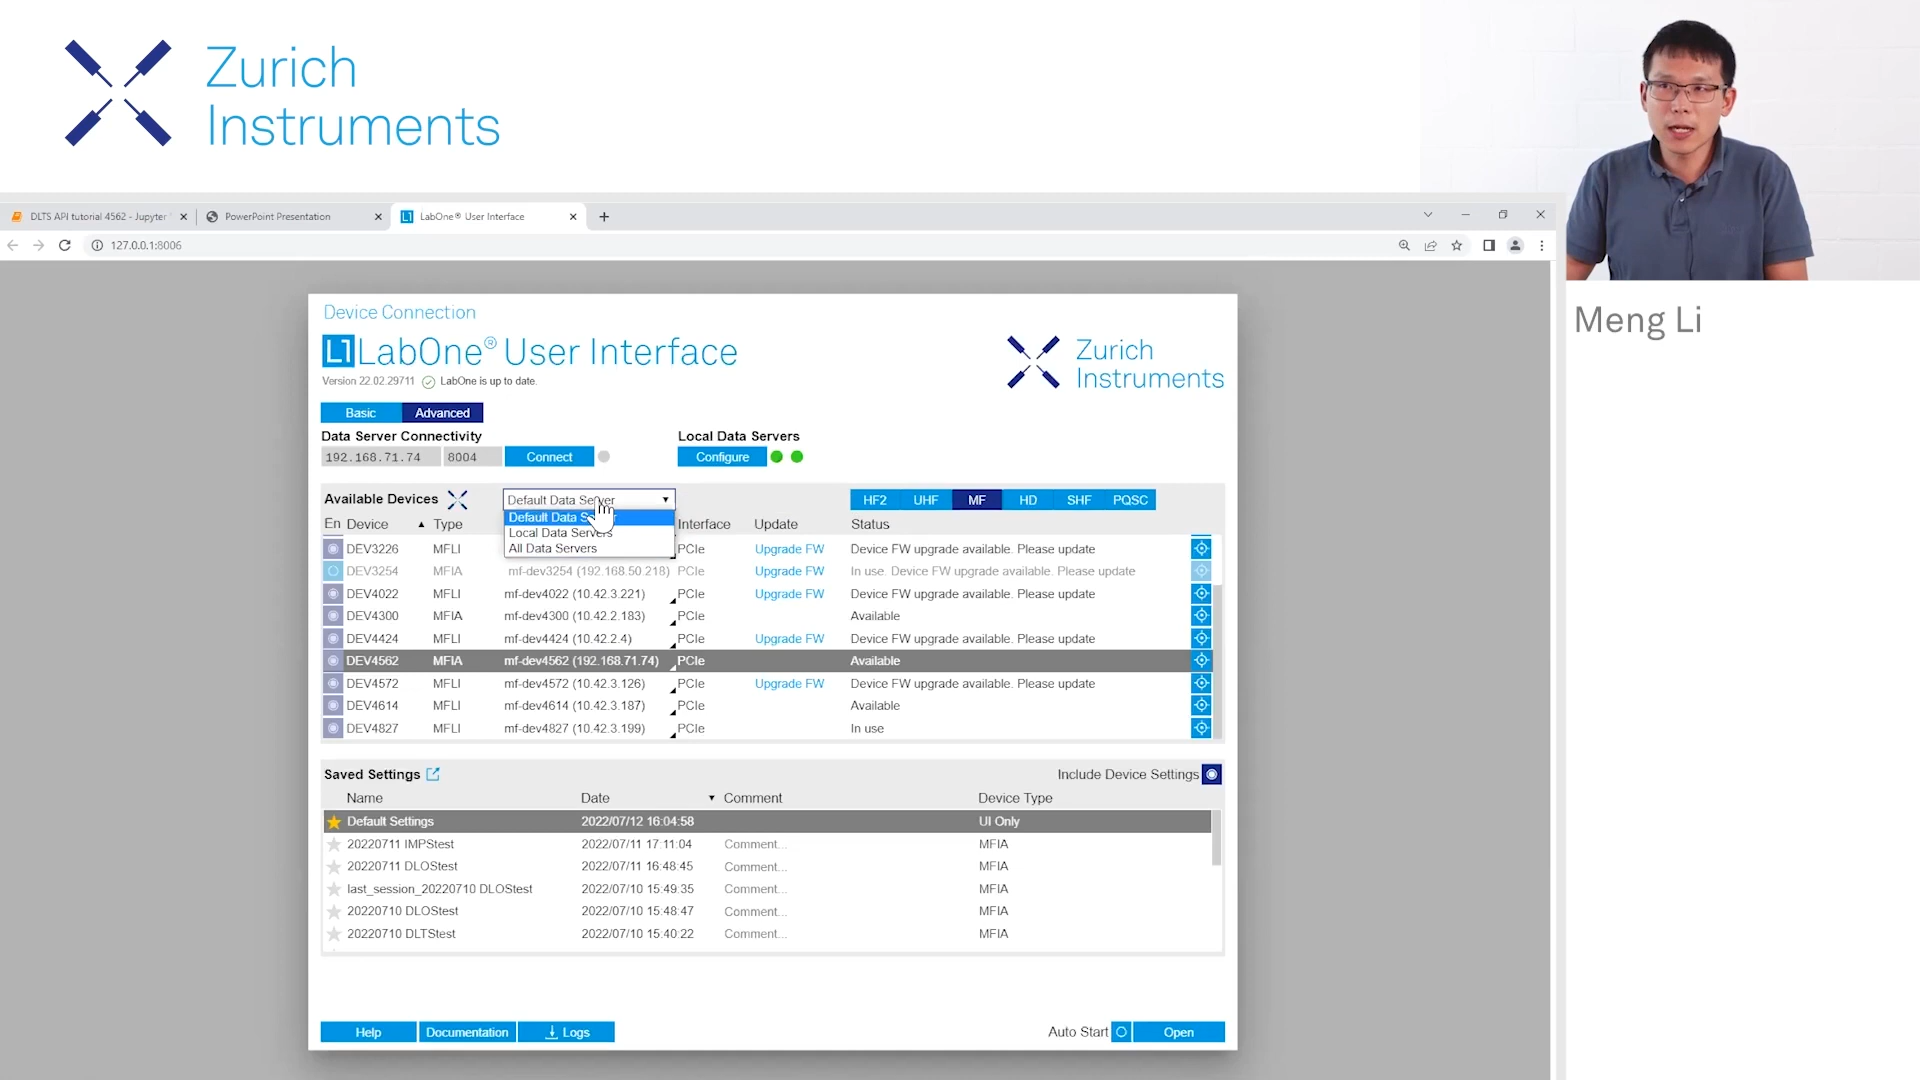 Zurich
Instruments
DLTS API tutorial 4562 - Jupyter
PowerPoint Presentation
LabOne® User Interface
127.0.0.1:8006
Meng Li
Device Connection
L1 LabOne® User Interface
Zurich
Instruments
Version 22.02.29711 LabOne is up to date.
Basic Advanced
Data Server Connectivity Local Data Servers
192.168.71.74 8004 Connect Configure
Available Devices Default Data Server HF2 UHF MF HD SHF PQSC
Default Data
Local Data Servers
All Data Servers
En Device Type Interface Update Status
DEV3226 MFLI PCIe Upgrade FW Device FW upgrade available. Please update
DEV3254 MFIA mf-dev3254 (192.168.50.218) PCIe Upgrade FW In use. Device FW upgrade available. Please update
DEV4022 MFLI mf-dev4022 (10.42.3.221) PCIe Upgrade FW Device FW upgrade available. Please update
DEV4300 MFIA mf-dev4300 (10.42.2.183) PCIe Available
DEV4424 MFLI mf-dev4424 (10.42.2.4) PCIe Upgrade FW Device FW upgrade available. Please update
DEV4562 MFIA mf-dev4562 (192.168.71.74) PCIe Available
DEV4572 MFLI mf-dev4572 (10.42.3.126) PCIe Upgrade FW Device FW upgrade available. Please update
DEV4614 MFLI mf-dev4614 (10.42.3.187) PCIe Available
DEV4827 MFLI mf-dev4827 (10.42.3.199) PCIe In use
Saved Settings Include Device Settings
Name Date Comment Device Type
Default Settings 2022/07/12 16:04:58 UI Only
20220711 IMPStest 2022/07/11 17:11:04 Comment... MFIA
20220711 DLOStest 2022/07/11 16:48:45 Comment... MFIA
last_session_20220710 DLOStest 2022/07/10 15:49:35 Comment... MFIA
20220710 DLOStest 2022/07/10 15:48:47 Comment... MFIA
20220710 DLTStest 2022/07/10 15:40:22 Comment... MFIA
Help Documentation Logs Auto Start Open